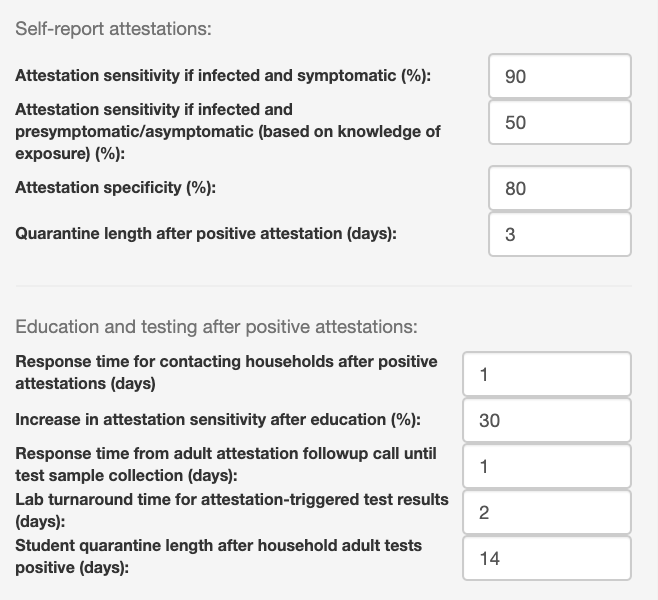 Self-report attestations:
Attestation sensitivity if infected and symptomatic (%):
90
Attestation sensitivity if infected and
presymptomatic/asymptomatic (based on knowledge of
exposure) (%):
50
Attestation specificity (%):
80
Quarantine length after positive attestation (days):
3
Education and testing after positive attestations:
Response time for contacting households after positive
attestations (days)
1
Increase in attestation sensitivity after education (%):
30
Response time from adult attestation followup call until
test sample collection (days):
1
Lab turnaround time for attestation-triggered test results
(days):
2
Student quarantine length after household adult tests
positive (days):
14